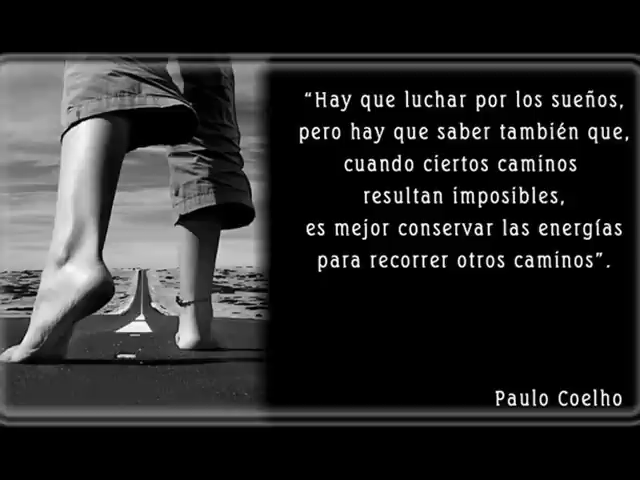 “Hay que luchar por los sueños,
pero hay que saber también que,
cuando ciertos caminos
resultan imposibles,
es mejor conservar las energías
para recorrer otros caminos”.
Paulo Coelho